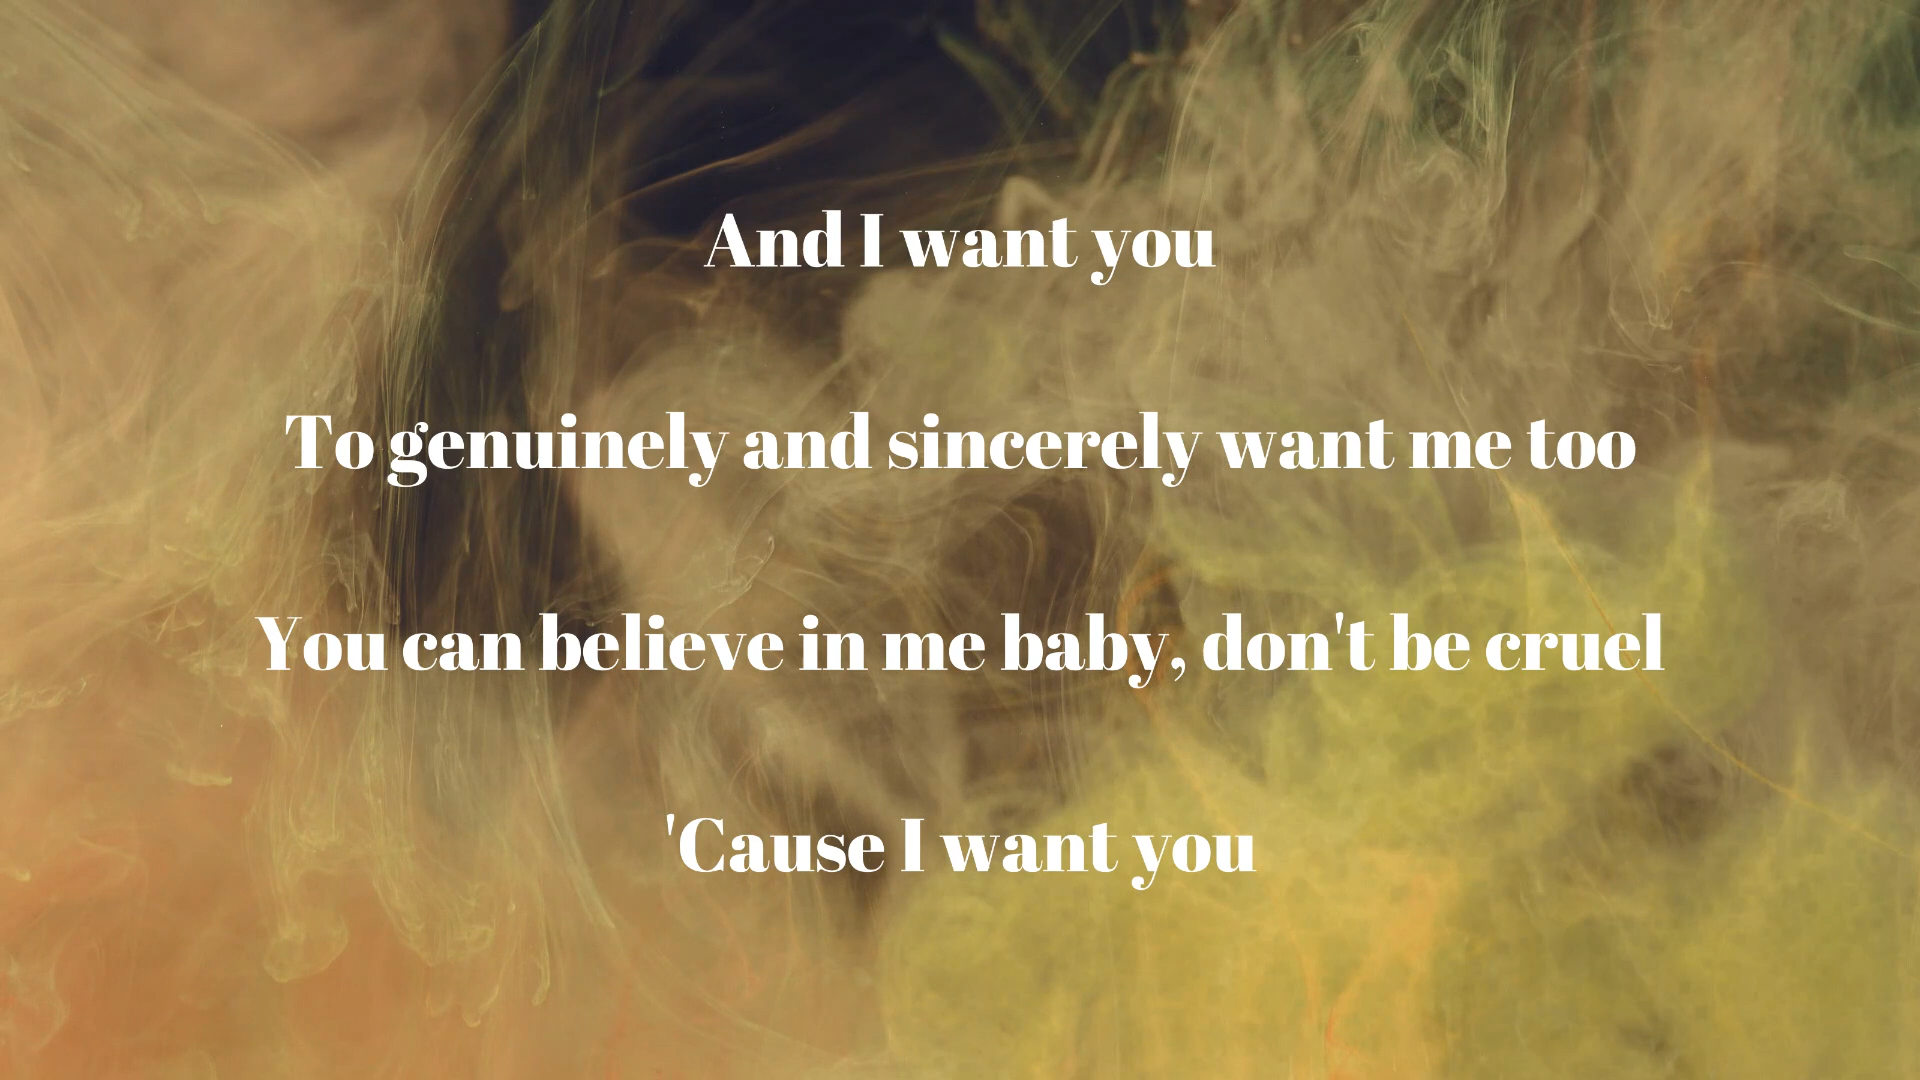 And I want you
To genuinely and sincerely want me too
You can believe in me baby, don't be cruel
'Cause I want you